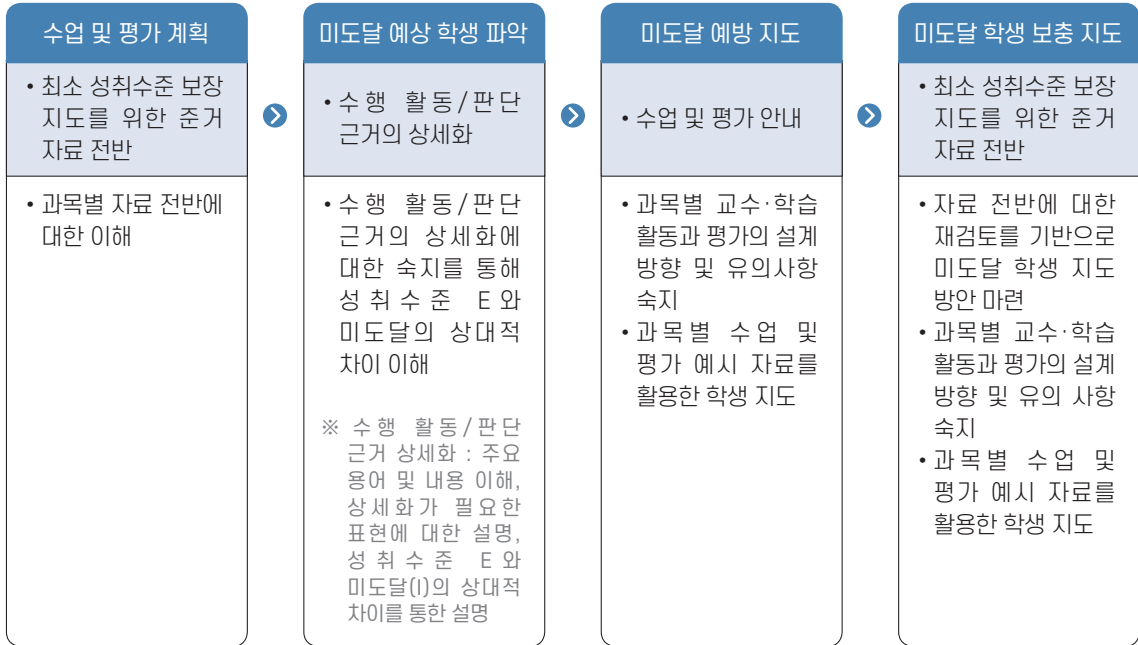 수업 및 평가 계획
• 최소 성취수준 보장
지도를 위한 준거
자료 전반
• 과목별 자료 전반에
대한 이해
미도달 예상 학생 파악
• 수행 활동/판단
근거의 상세화
• 수행 활동/판단
근거의 상세화에
대한 숙지를 통해
성취수준 E와
미도달의 상대적
차이 이해
※ 수행 활동/판단
근거 상세화 : 주요
용어 및 내용 이해,
상세화가 필요한
표현에 대한 설명,
성취수준 E와
미도달(I)의 상대적
차이를 통한 설명
미도달 예방 지도
• 수업 및 평가 안내
• 과목별 교수·학습
활동과 평가의 설계
방향 및 유의사항
숙지
• 과목별 수업 및
평가 예시 자료를
활용한 학생 지도
미도달 학생 보충 지도
• 최소 성취수준 보장
지도를 위한 준거
자료 전반
• 자료 전반에 대한
재검토를 기반으로
미도달 학생 지도
방안 마련
• 과목별 교수·학습
활동과 평가의 설계
방향 및 유의 사항
숙지
• 과목별 수업 및
평가 예시 자료를
활용한 학생 지도